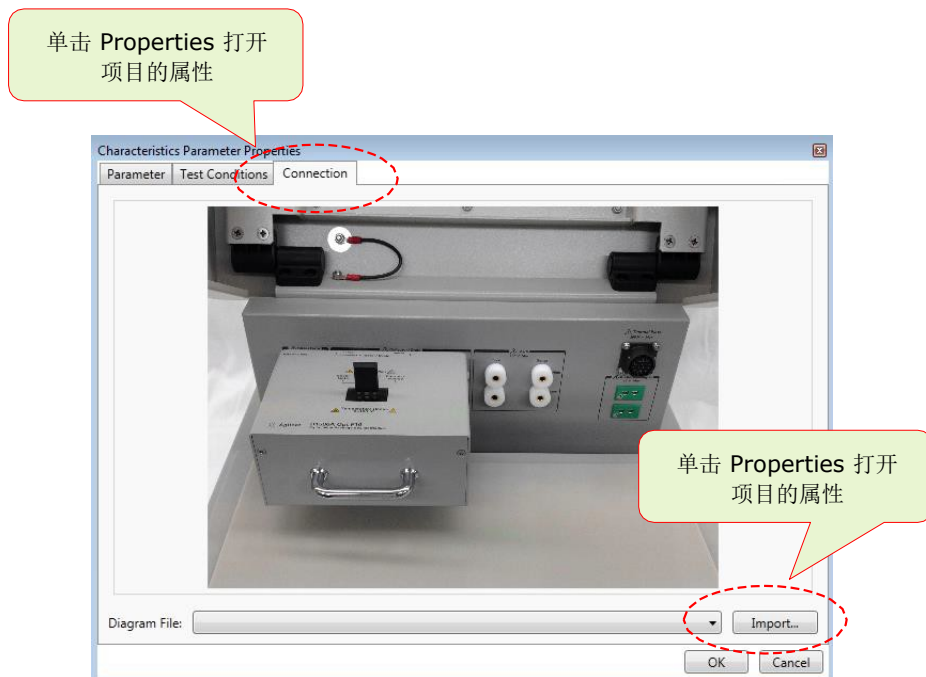 单击 Properties 打开
项目的属性
Characteristics Parameter Properties
Parameter
Test Conditions
Connection
Agilent
单击 Properties 打开
项目的属性
Diagram File:
Import...
OK
Cancel